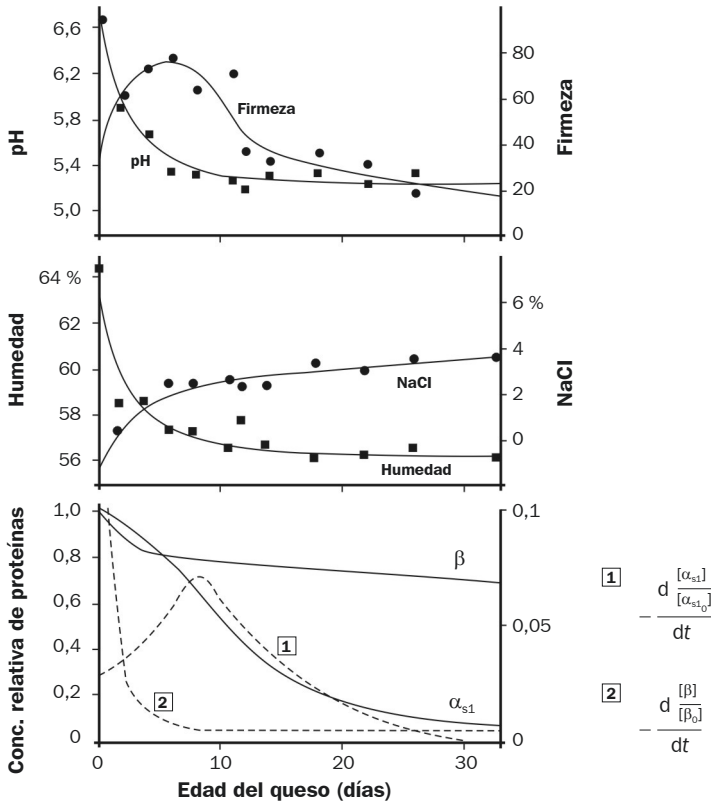 6,6
6,2
5,8
5,4
5,0
pH
80
60
40
20
0
Firmeza
Firmeza
pH
64 %
62
60
58
56
Humedad
6 %
4
2
0
NaCl
NaCl
Humedad
1,0
0,8
0,6
0,4
0,2
0
Conc. relativa de proteínas
0,1
0,05
0
β
1
2
αs1
0
10
20
30
Edad del queso (días)
1
− d [αs1] / [αs1₀]
dt
2
− d [β] / [β₀]
dt